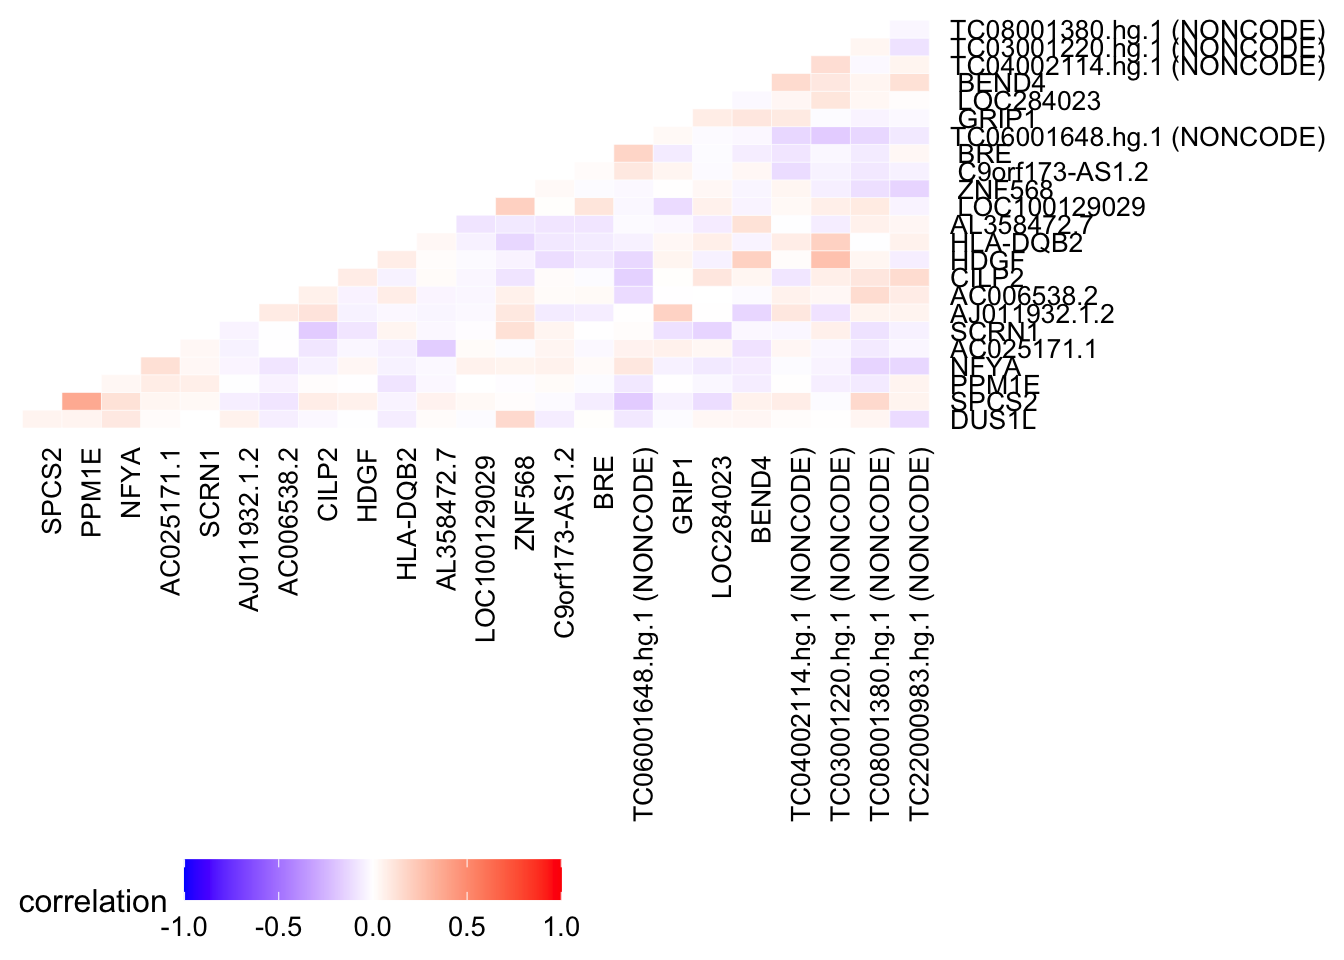 TC08001380.hg.1 (NONCODE)
TC03001220.hg.1 (NONCODE)
TC04002114.hg.1 (NONCODE)
BEND4
LOC284023
GRIP1
TC06001648.hg.1 (NONCODE)
BRE
C9orf173-AS1.2
ZNF568
LOC100129029
AL358472.7
HLA-DQB2
HDGF
CILP2
AC006538.2
AJ011932.1.2
SCRN1
AC025171.1
NFYA
PPM1E
SPCS2
DUS1L
SPCS2
PPM1E
NFYA
AC025171.1
SCRN1
AJ011932.1.2
AC006538.2
CILP2
HDGF
HLA-DQB2
AL358472.7
LOC100129029
ZNF568
C9orf173-AS1.2
BRE
TC06001648.hg.1 (NONCODE)
GRIP1
LOC284023
BEND4
TC04002114.hg.1 (NONCODE)
TC03001220.hg.1 (NONCODE)
TC08001380.hg.1 (NONCODE)
TC22000983.hg.1 (NONCODE)
correlation
-1.0 -0.5 0.0 0.5 1.0